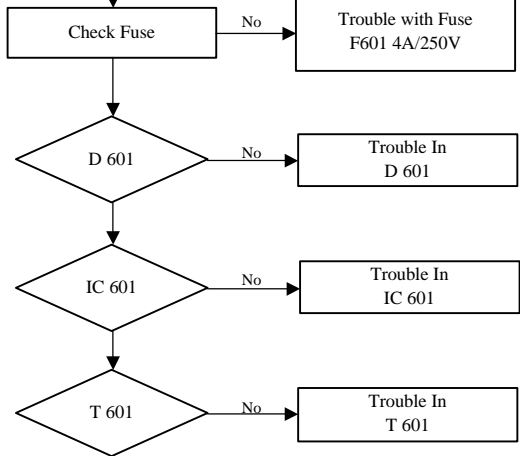 Check Fuse
No
Trouble with Fuse
F601 4A/250V
D 601
No
Trouble In
D 601
IC 601
No
Trouble In
IC 601
T 601
No
Trouble In
T 601